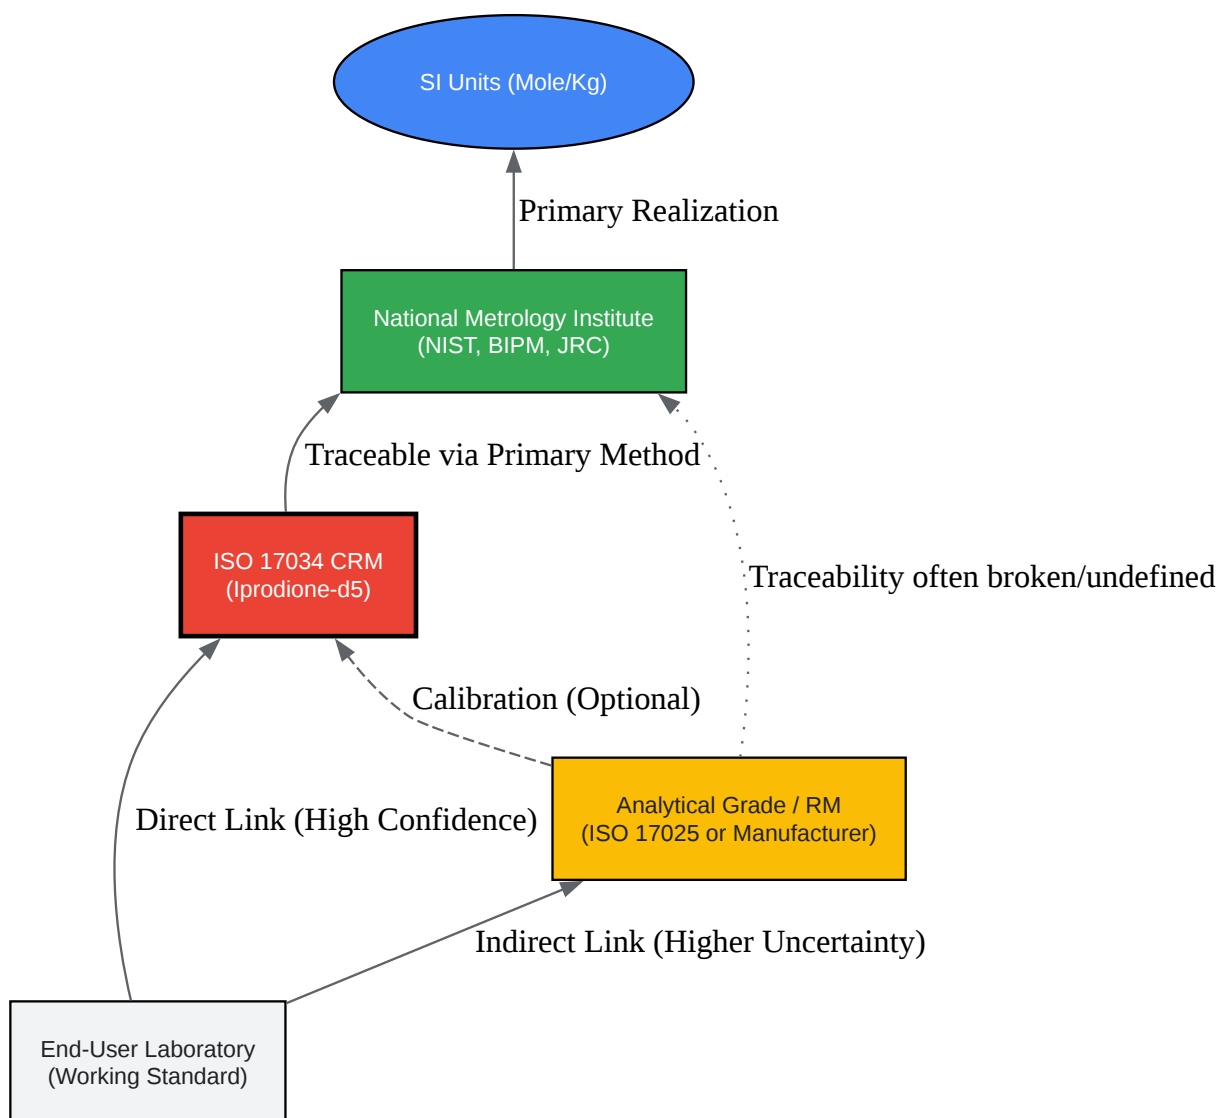 SI Units (Mole/Kg)
Primary Realization
National Metrology Institute
(NIST, BIPM, JRC)
Traceable via Primary Method
ISO 17034 CRM
(Iprodione-d5)
Traceability often broken/undefined
Calibration (Optional)
Analytical Grade / RM
(ISO 17025 or Manufacturer)
Direct Link (High Confidence)
Indirect Link (Higher Uncertainty)
End-User Laboratory
(Working Standard)